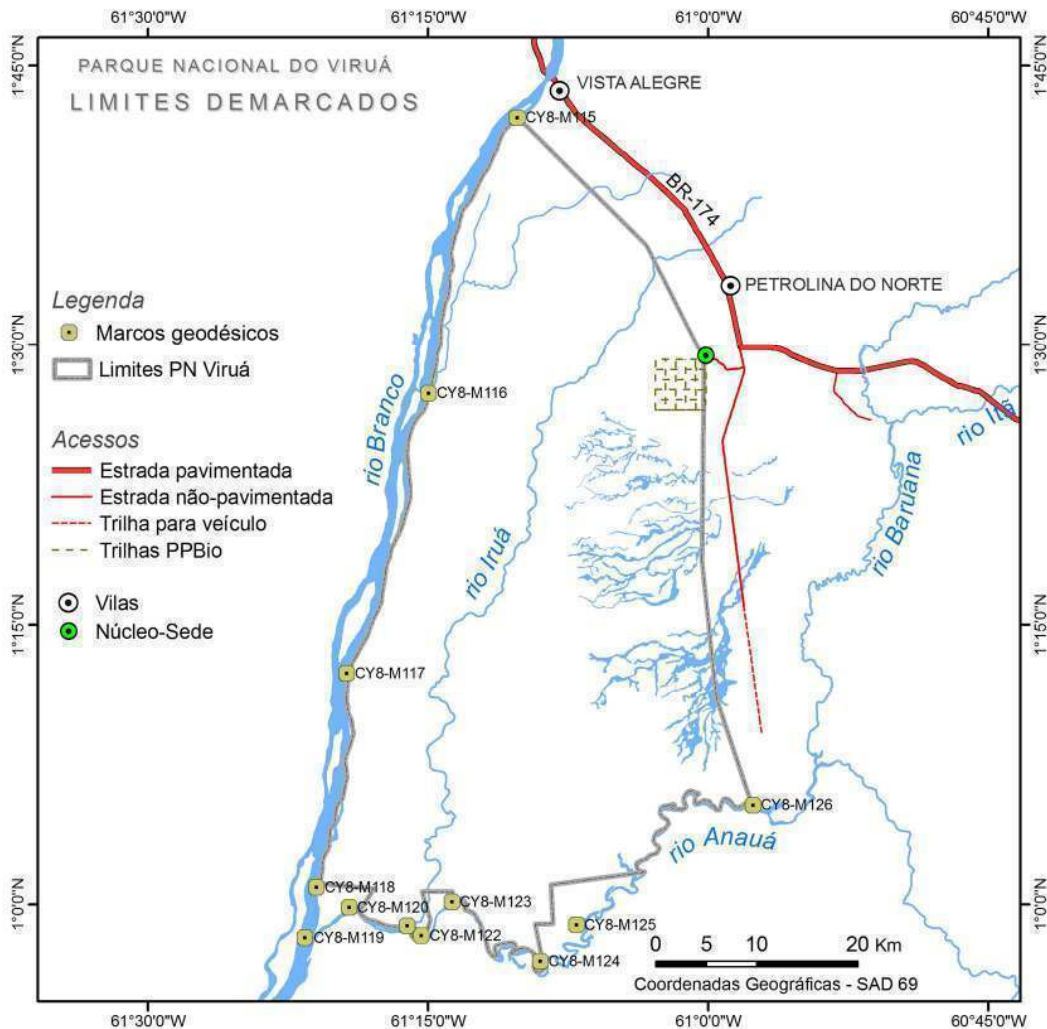 61°30'0"W
61°15'0"W
61°00'0"W
60°45'0"W
1°45'0"N
1°45'0"N
PARQUE NACIONAL DO VIRUÁ
LIMITES DEMARCADOS
VISTA ALEGRE
CY8-M115
BR-174
PETROLINA DO NORTE
Legenda
Marcos geodésicos
Limites PN Viruá
1°30'0"N
1°30'0"N
CY8-M116
rio Branco
rio Itã
Acessos
Estrada pavimentada
Estrada não-pavimentada
Trilha para veículo
Trilhas PPBio
rio Baruana
rio Iruá
Vilas
Núcleo-Sede
1°15'0"N
1°15'0"N
CY8-M117
CY8-M126
rio Anauá
CY8-M118
CY8-M120
CY8-M123
1°0'0"N
1°0'0"N
CY8-M119
CY8-M122
CY8-M125
CY8-M124
0 5 10 20 Km
Coordenadas Geográficas - SAD 69
61°30'0"W
61°15'0"W
61°00'0"W
60°45'0"W